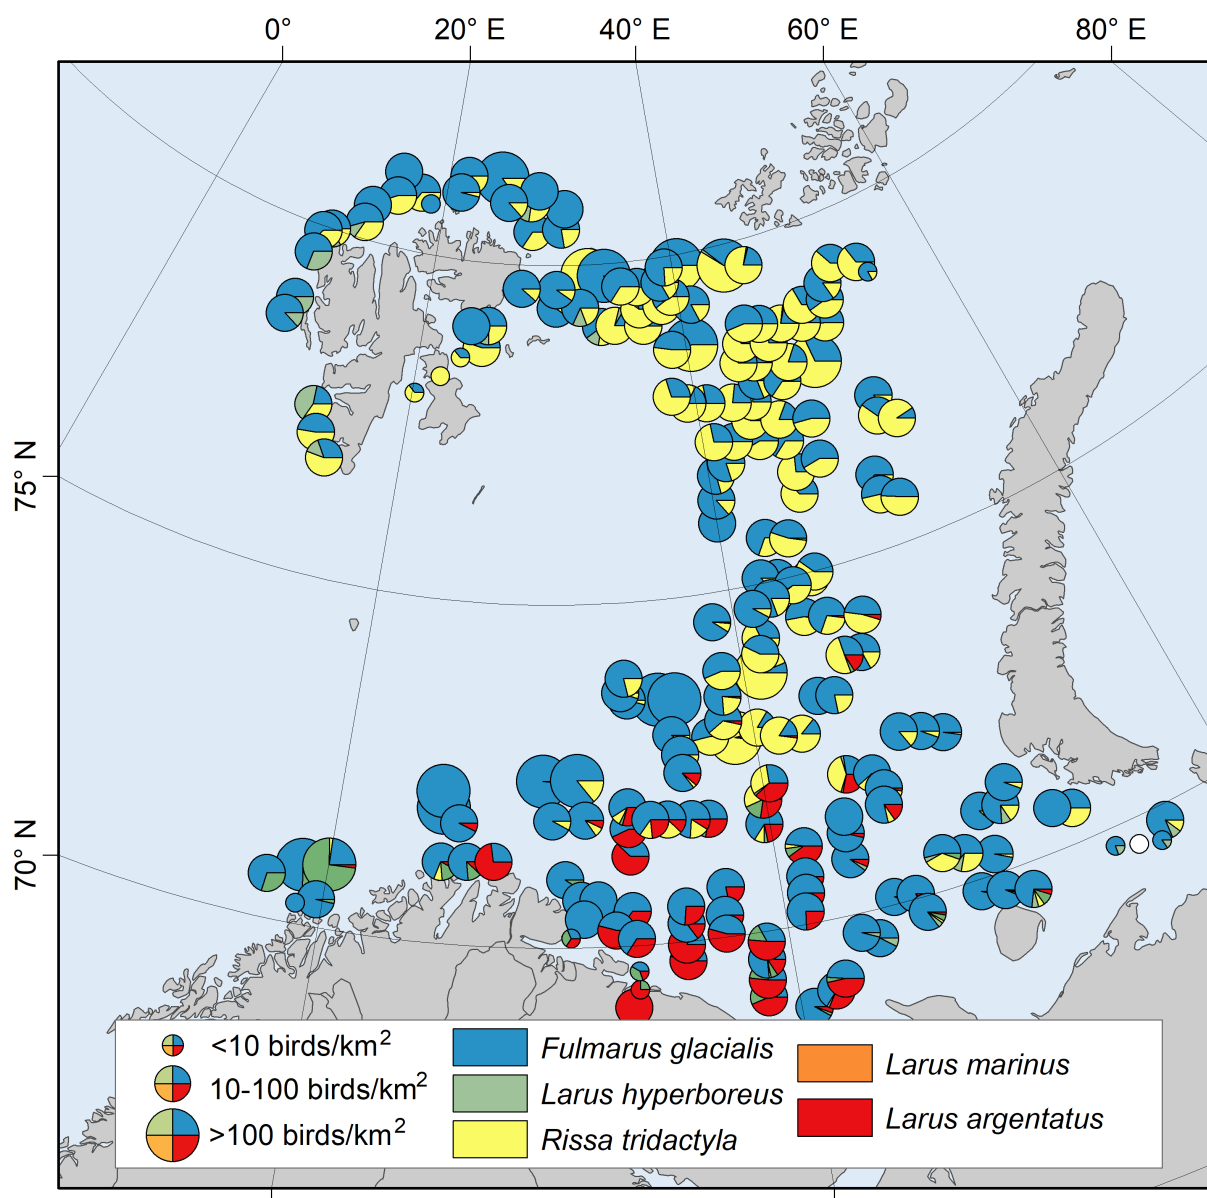 0° 20° E 40° E 60° E 80° E
75° N
70° N
<10 birds/km²
10-100 birds/km²
>100 birds/km²
Fulmarus glacialis
Larus hyperboreus
Rissa tridactyla
Larus marinus
Larus argentatus